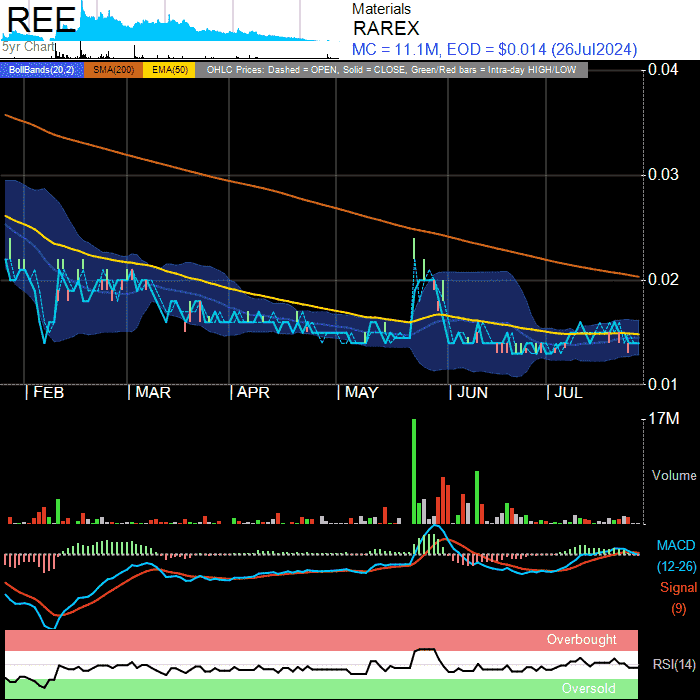 REE
5yr Chart
Materials
RAREX
MC = 11.1M, EOD = $0.014 (26Jul2024)
BollBands(20,2) SMA(200) EMA(50) OHLC Prices: Dashed = OPEN, Solid = CLOSE, Green/Red bars = Intra-day HIGH/LOW
0.04
0.03
0.02
0.01
FEB MAR APR MAY JUN JUL
17M
Volume
MACD
(12-26)
Signal
(9)
Overbought
RSI(14)
Oversold